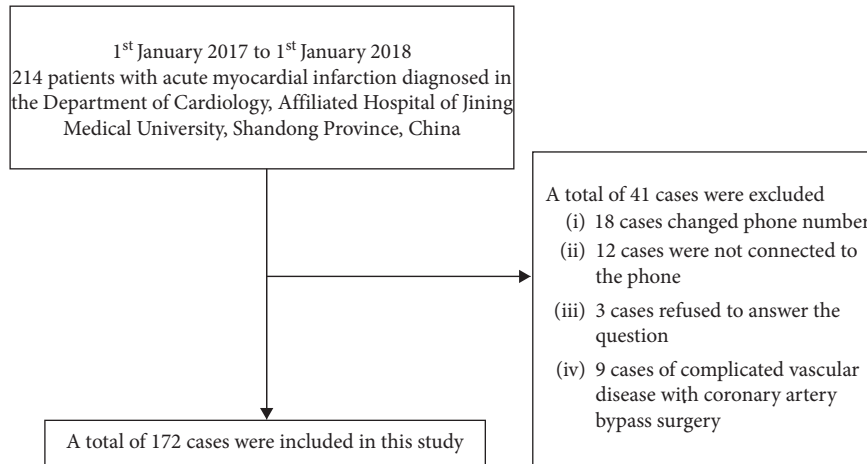 1st January 2017 to 1st January 2018
214 patients with acute myocardial infarction diagnosed in
the Department of Cardiology, Affiliated Hospital of Jining
Medical University, Shandong Province, China
A total of 41 cases were excluded
(i) 18 cases changed phone number
(ii) 12 cases were not connected to
the phone
(iii) 3 cases refused to answer the
question
(iv) 9 cases of complicated vascular
disease with coronary artery
bypass surgery
A total of 172 cases were included in this study